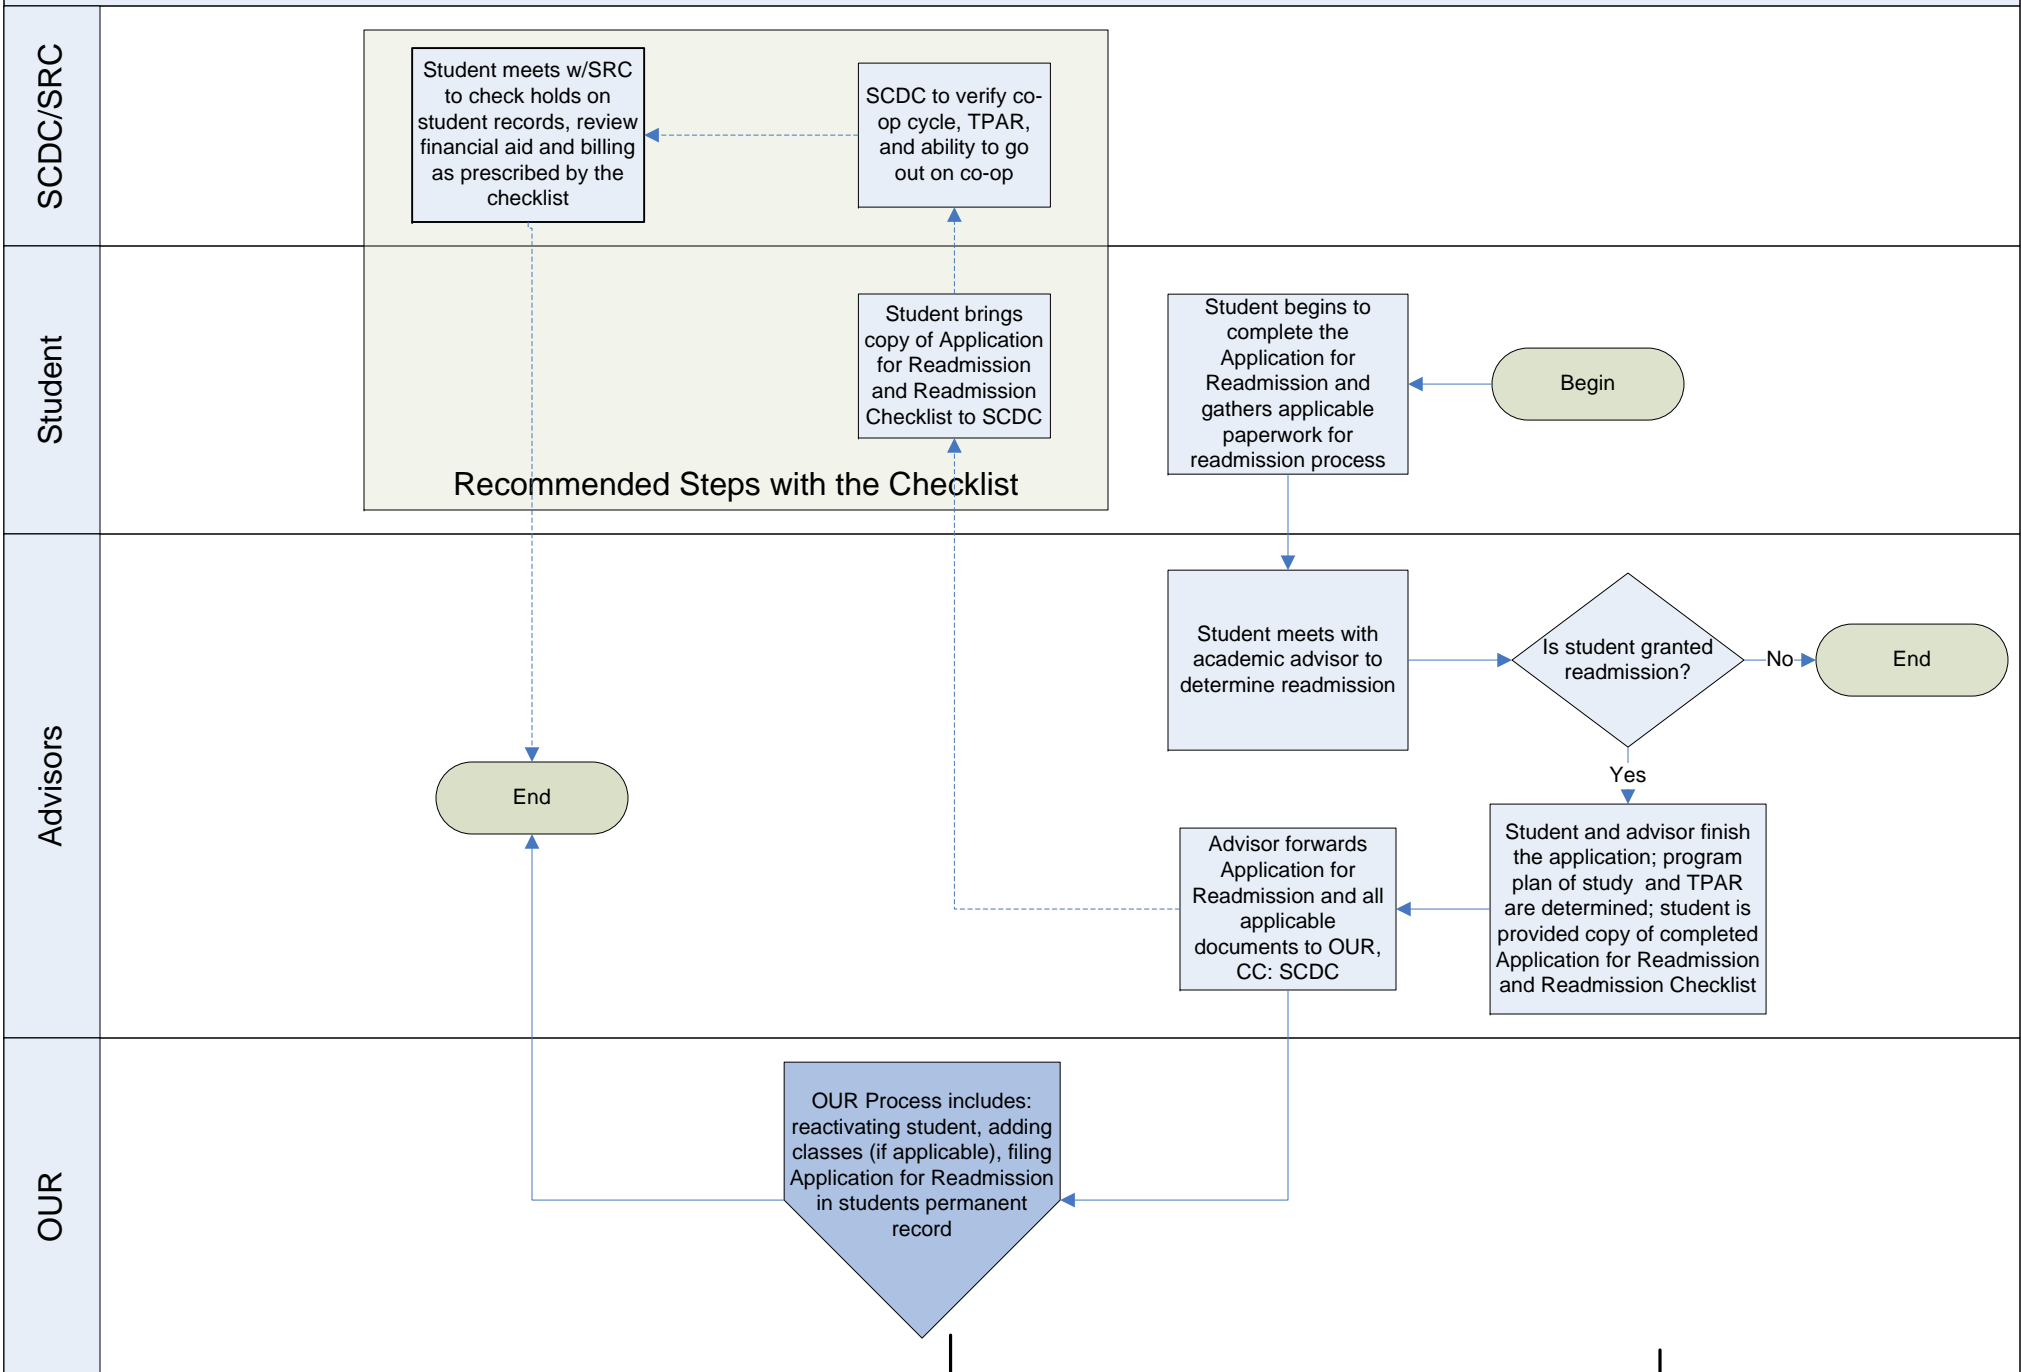 SCDC/SRC
Student meets w/SRC
to check holds on
student records, review
financial aid and billing
as prescribed by the
checklist
SCDC to verify co-
op cycle, TPAR,
and ability to go
out on co-op
Student
Student brings
copy of Application
for Readmission
and Readmission
Checklist to SCDC
Recommended Steps with the Checklist
Student begins to
complete the
Application for
Readmission and
gathers applicable
paperwork for
readmission process
Begin
Advisors
Student meets with
academic advisor to
determine readmission
Is student granted
readmission?
No
End
Yes
End
Advisor forwards
Application for
Readmission and all
applicable
documents to OUR,
CC: SCDC
Student and advisor finish
the application; program
plan of study  and TPAR
are determined; student is
provided copy of completed
Application for Readmission
and Readmission Checklist
OUR
OUR Process includes:
reactivating student, adding
classes (if applicable), filing
Application for Readmission
in students permanent
record